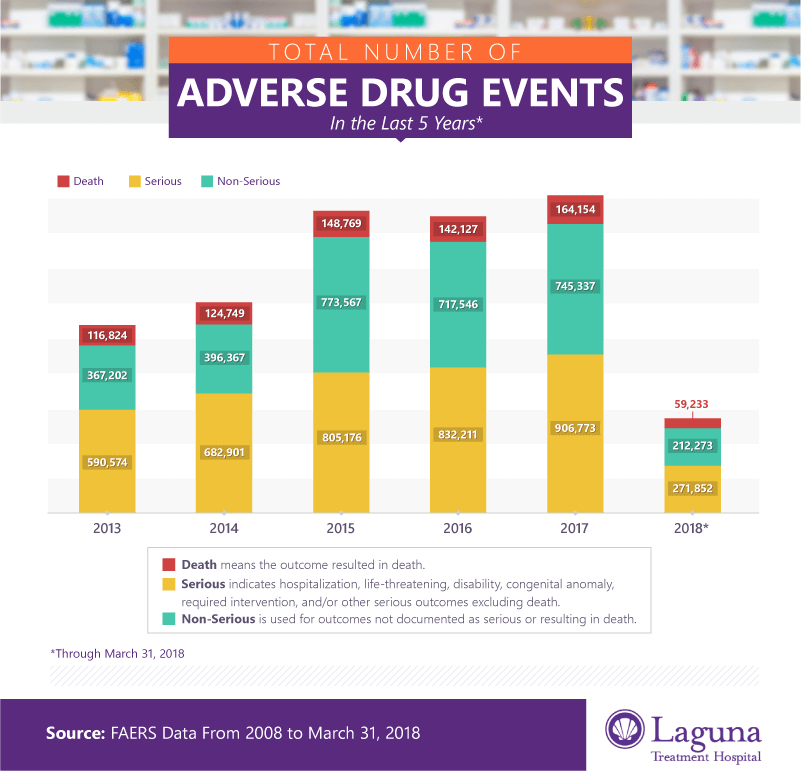 TOTAL NUMBER OF
ADVERSE DRUG EVENTS
In the Last 5 Years*
Death Serious Non-Serious
116,824
367,202
590,574
124,749
396,367
682,901
148,769
773,567
805,176
142,127
717,546
832,211
164,154
745,337
906,773
59,233
212,273
271,852
2013 2014 2015 2016 2017 2018*
Death means the outcome resulted in death.
Serious indicates hospitalization, life-threatening, disability, congenital anomaly,
required intervention, and/or other serious outcomes excluding death.
Non-Serious is used for outcomes not documented as serious or resulting in death.
*Through March 31, 2018
Source: FAERS Data From 2008 to March 31, 2018
Laguna
Treatment Hospital